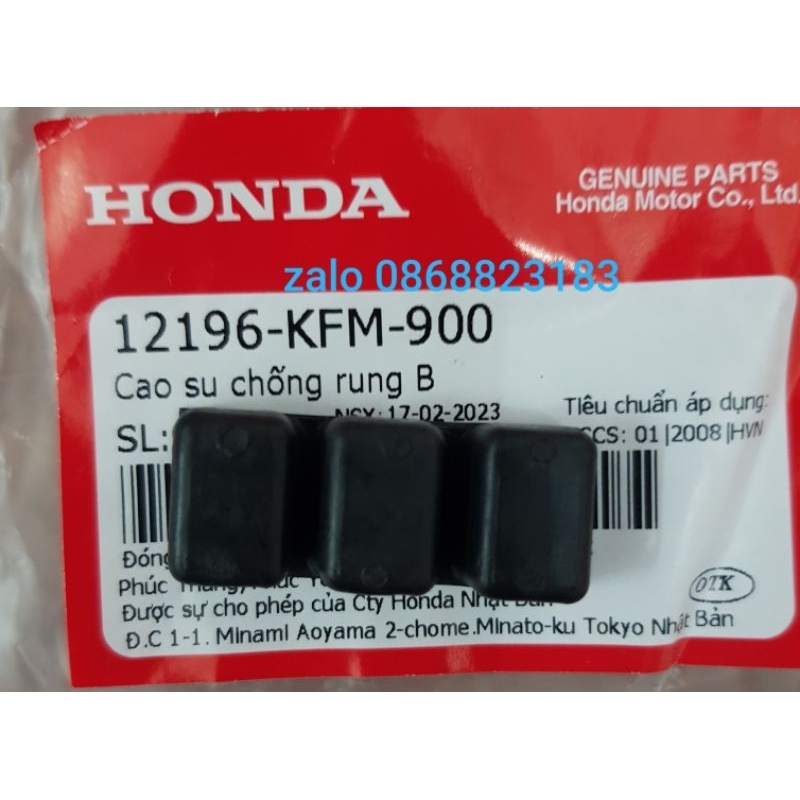 HONDA
GENUINE PARTS
Honda Motor Co., Ltd.
zalo 0868823183
12196-KFM-900
Cao su chống rung B
NSX: 17-02-2023
Tiêu chuẩn áp dụng:
SL:
CCS: 01|2008|HVN
Đóng
Phúc
Được sự cho phép của Cty Honda Nhật Bản
Đ.C 1-1. Minami Aoyama 2-chome.Minato-ku Tokyo Nhật Bản
OTK